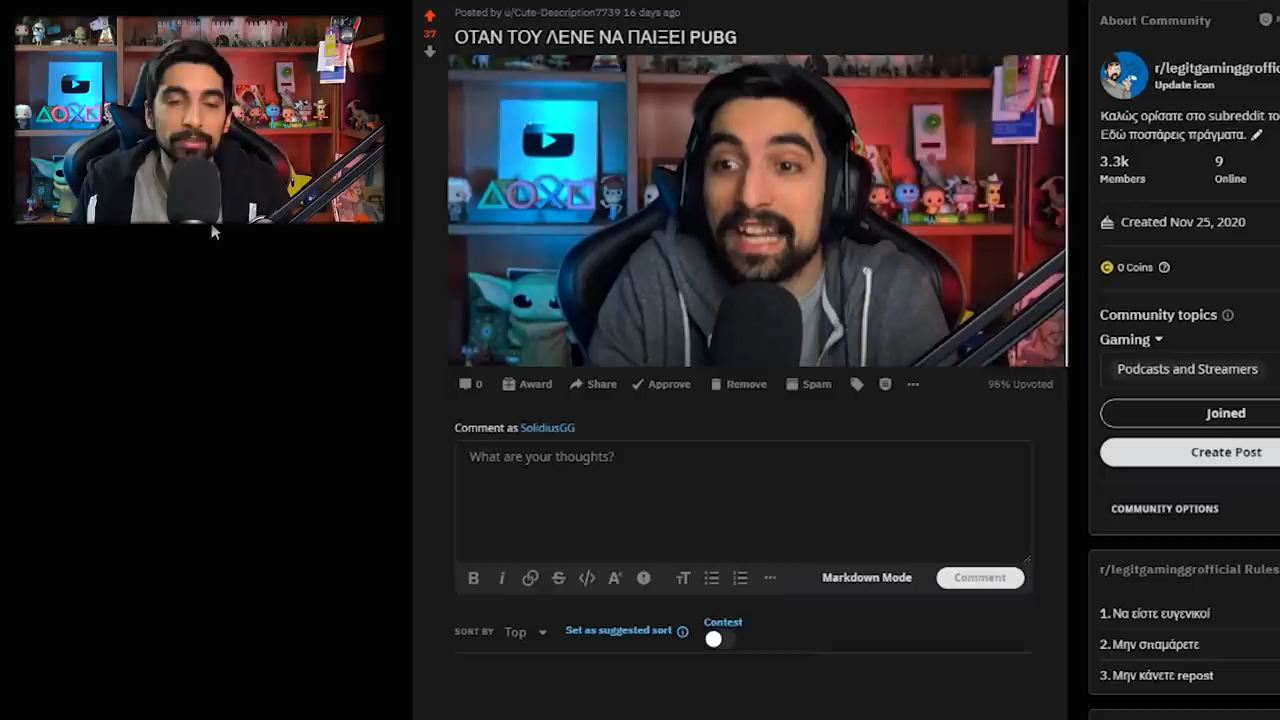 Posted by u/Cute-Description7739 16 days ago
37
ΟΤΑΝ ΤΟΥ ΛΕΝΕ ΝΑ ΠΑΙΞΕΙ PUBG
0 Award Share Approve Remove Spam 95% Upvoted
Comment as SolidiusGG
What are your thoughts?
Markdown Mode Comment
SORT BY Top Set as suggested sort Contest
About Community
r/legitgaminggroffic
Update icon
Καλώς ορίσατε στο subreddit το
Εδώ ποστάρεις πράγματα.
3.3k 9
Members Online
Created Nov 25, 2020
0 Coins
Community topics
Gaming
Podcasts and Streamers
Joined
Create Post
COMMUNITY OPTIONS
r/legitgaminggrofficial Rules
1. Να είστε ευγενικοί
2. Μην σπαμάρετε
3. Μην κάνετε repost